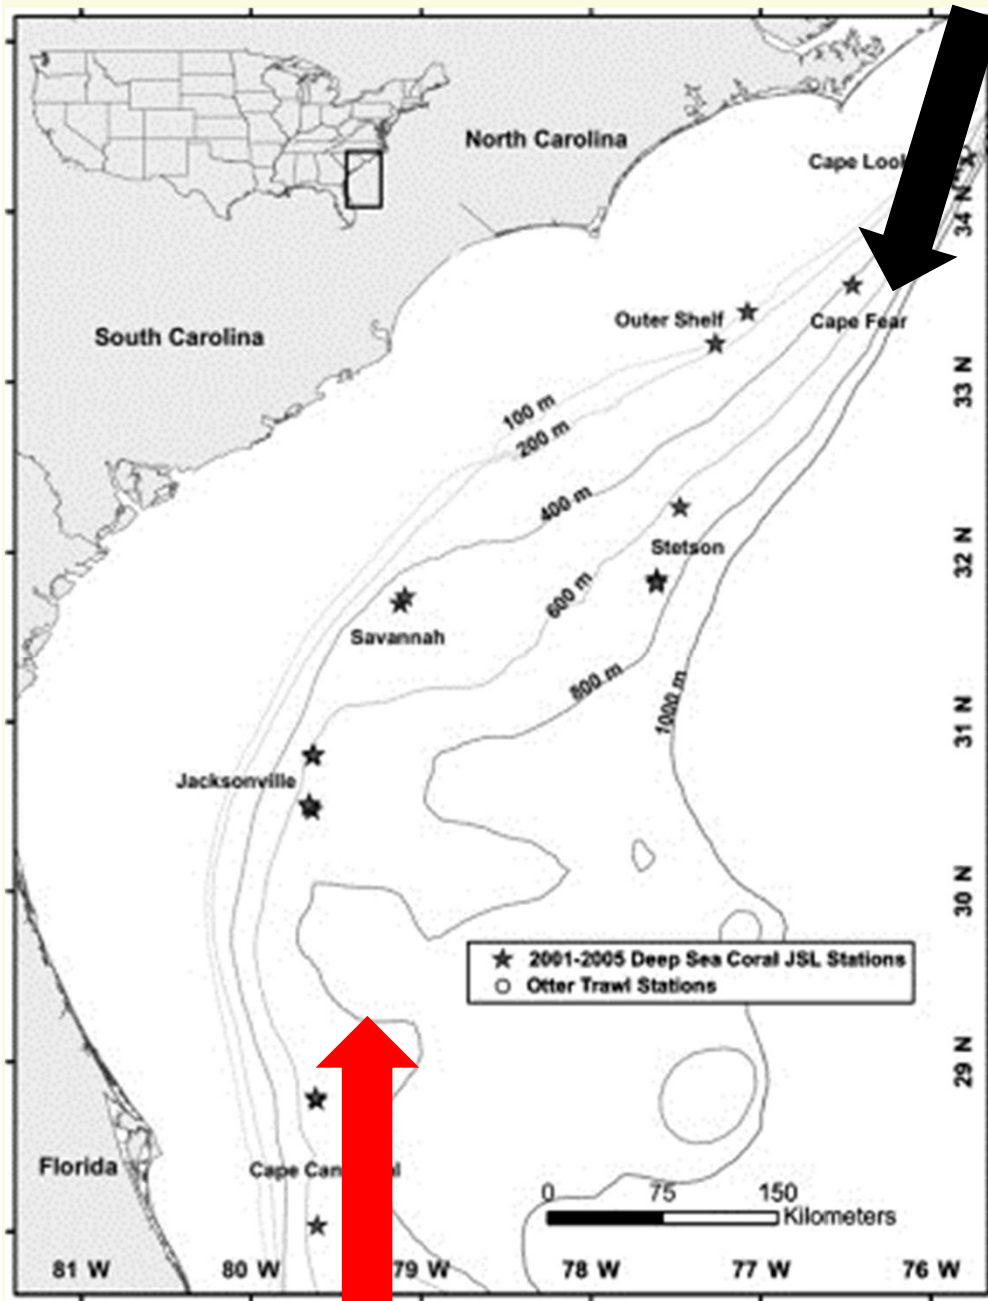 North Carolina
Cape Look
34 N
South Carolina
Outer Shelf
Cape Fear
33 N
100 m
200 m
400 m
32 N
Stetson
600 m
Savannah
800 m
1000 m
31 N
Jacksonville
30 N
2001-2005 Deep Sea Coral JSL Stations
Otter Trawl Stations
29 N
Florida
Cape Can al
0 75 150
Kilometers
81 W 80 W 79 W 78 W 77 W 76 W